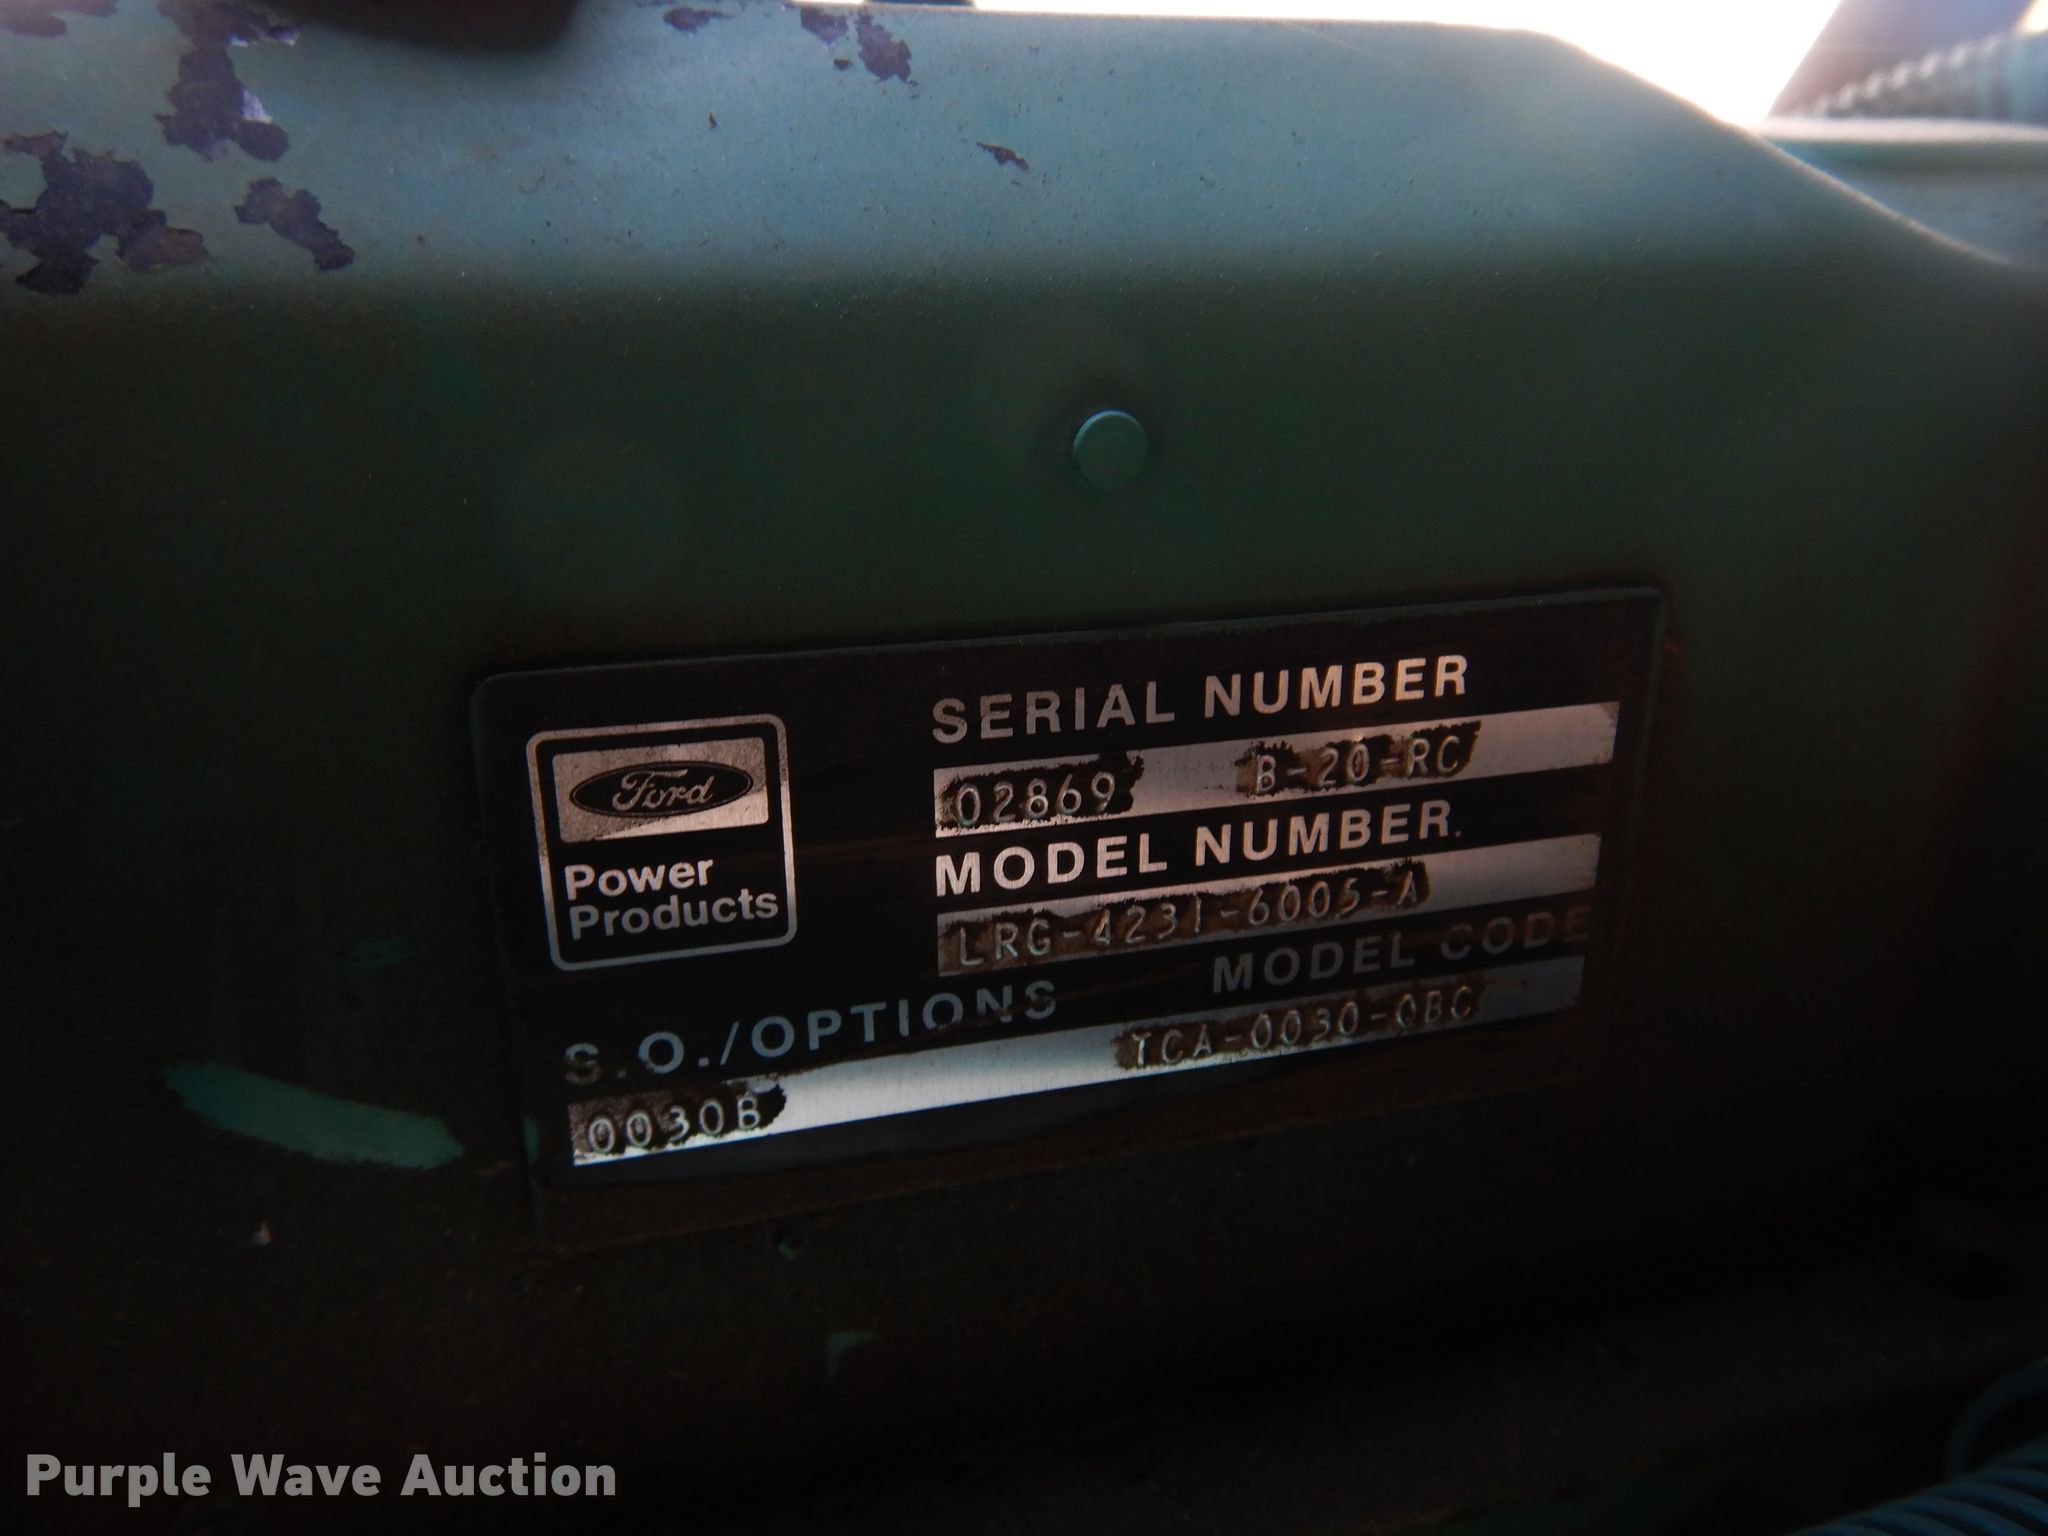 Ford
Power
Products
SERIAL NUMBER
02869 B-20-RC
MODEL NUMBER.
LRG-4231-6005-A
S.O./OPTIONS MODEL CODE
0030B TCA-0030-0BC
Purple Wave Auction